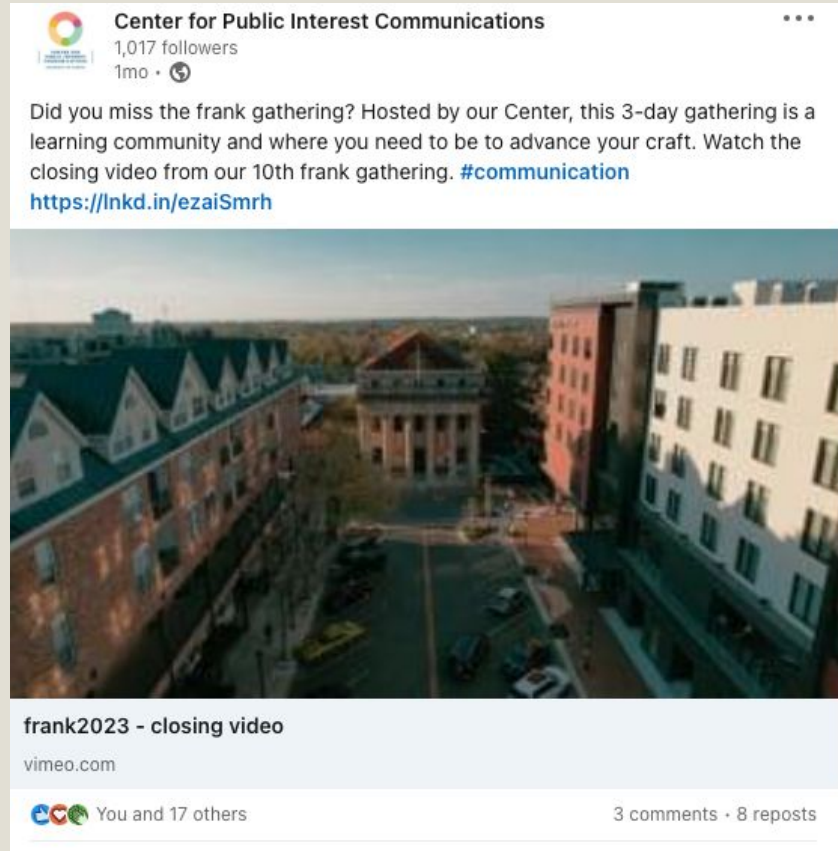 Center for Public Interest Communications
1,017 followers
1mo •
Did you miss the frank gathering? Hosted by our Center, this 3-day gathering is a
learning community and where you need to be to advance your craft. Watch the
closing video from our 10th frank gathering. #communication
https://lnkd.in/ezaiSmrh
frank2023 - closing video
vimeo.com
You and 17 others
3 comments • 8 reposts